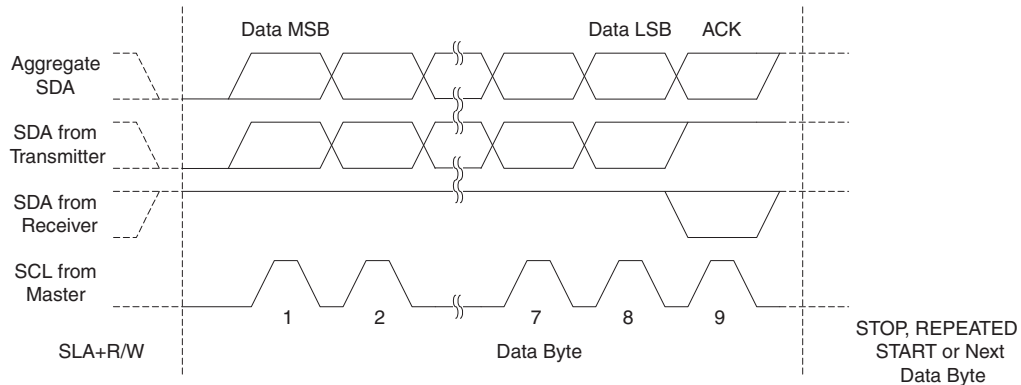 Data MSB
Data LSB
ACK
Aggregate
SDA
SDA from
Transmitter
SDA from
Receiver
SCL from
Master
1
2
7
8
9
SLA+R/W
Data Byte
STOP, REPEATED
START or Next
Data Byte